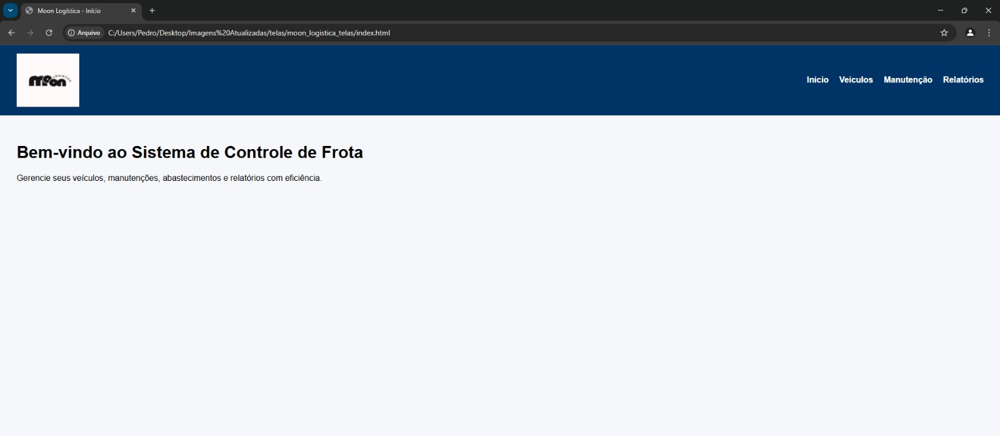 Moon Logística - Início
Arquivo C:/Users/Pedro/Desktop/Imagens%20Atualizadas/telas/moon_logistica_telas/index.html
moon LOGÍSTICA
Início Veículos Manutenção Relatórios
Bem-vindo ao Sistema de Controle de Frota
Gerencie seus veículos, manutenções, abastecimentos e relatórios com eficiência.